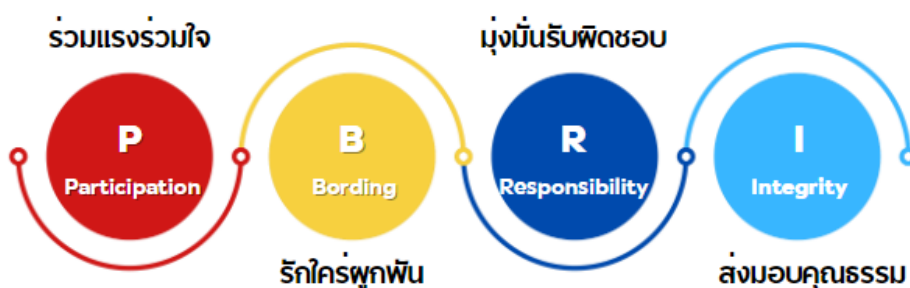 ร่วมแรงร่วมใจ
P
Participation
B
Bording
รักใคร่ผูกพัน
มุ่งมั่นรับผิดชอบ
R
Responsibility
I
Integrity
ส่งมอบคุณธรรม